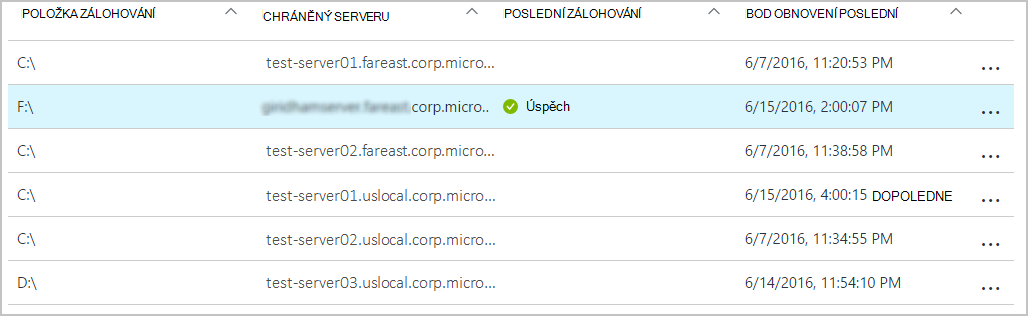 POLOŽKA ZÁLOHOVÁNÍ CHRÁNĚNÝ SERVERU POSLEDNÍ ZÁLOHOVÁNÍ BOD OBNOVENÍ POSLEDNÍ
C:\ test-server01.fareast.corp.micro... 6/7/2016, 11:20:53 PM ...
F:\ .corp.micro.. Úspěch 6/15/2016, 2:00:07 PM ...
C:\ test-server02.fareast.corp.micro... 6/7/2016, 11:38:58 PM ...
C:\ test-server01.uslocal.corp.micro... 6/15/2016, 4:00:15 DOPOLEDNE ...
C:\ test-server02.uslocal.corp.micro... 6/7/2016, 11:34:55 PM ...
D:\ test-server03.uslocal.corp.micro... 6/14/2016, 11:54:10 PM ...